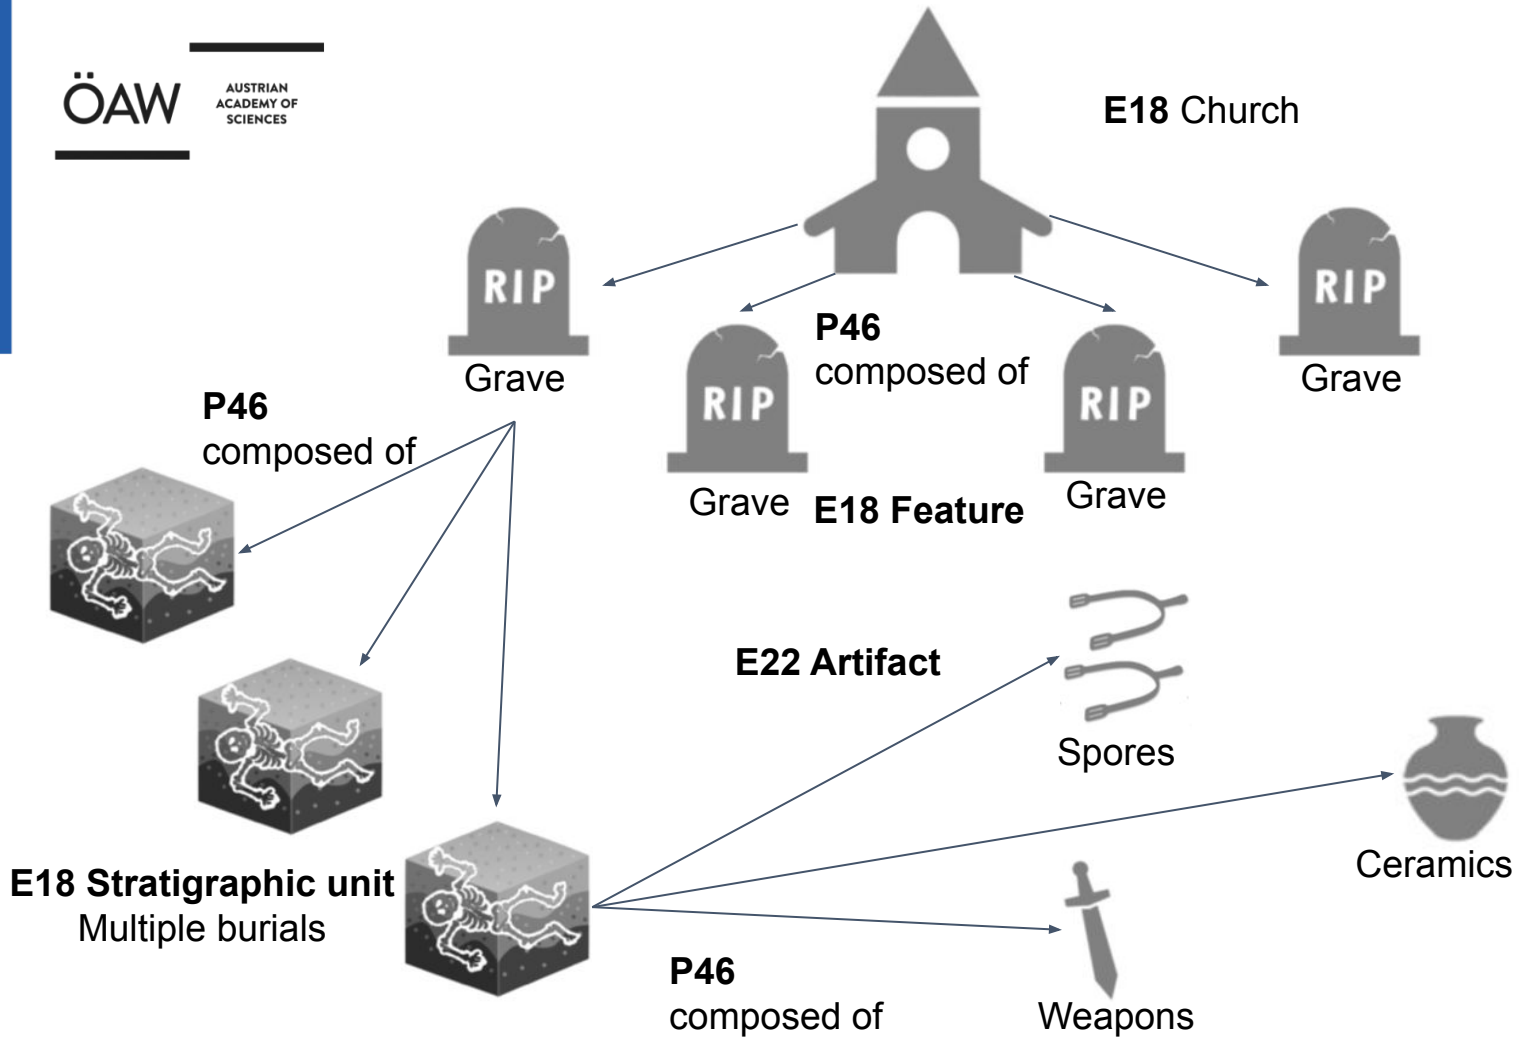 ÖAW
AUSTRIAN
ACADEMY OF
SCIENCES
E18 Church
RIP
Grave
RIP
Grave
RIP
Grave
RIP
Grave
P46
composed of
E18 Feature
P46
composed of
E22 Artifact
Spores
Ceramics
E18 Stratigraphic unit
Multiple burials
P46
composed of
Weapons